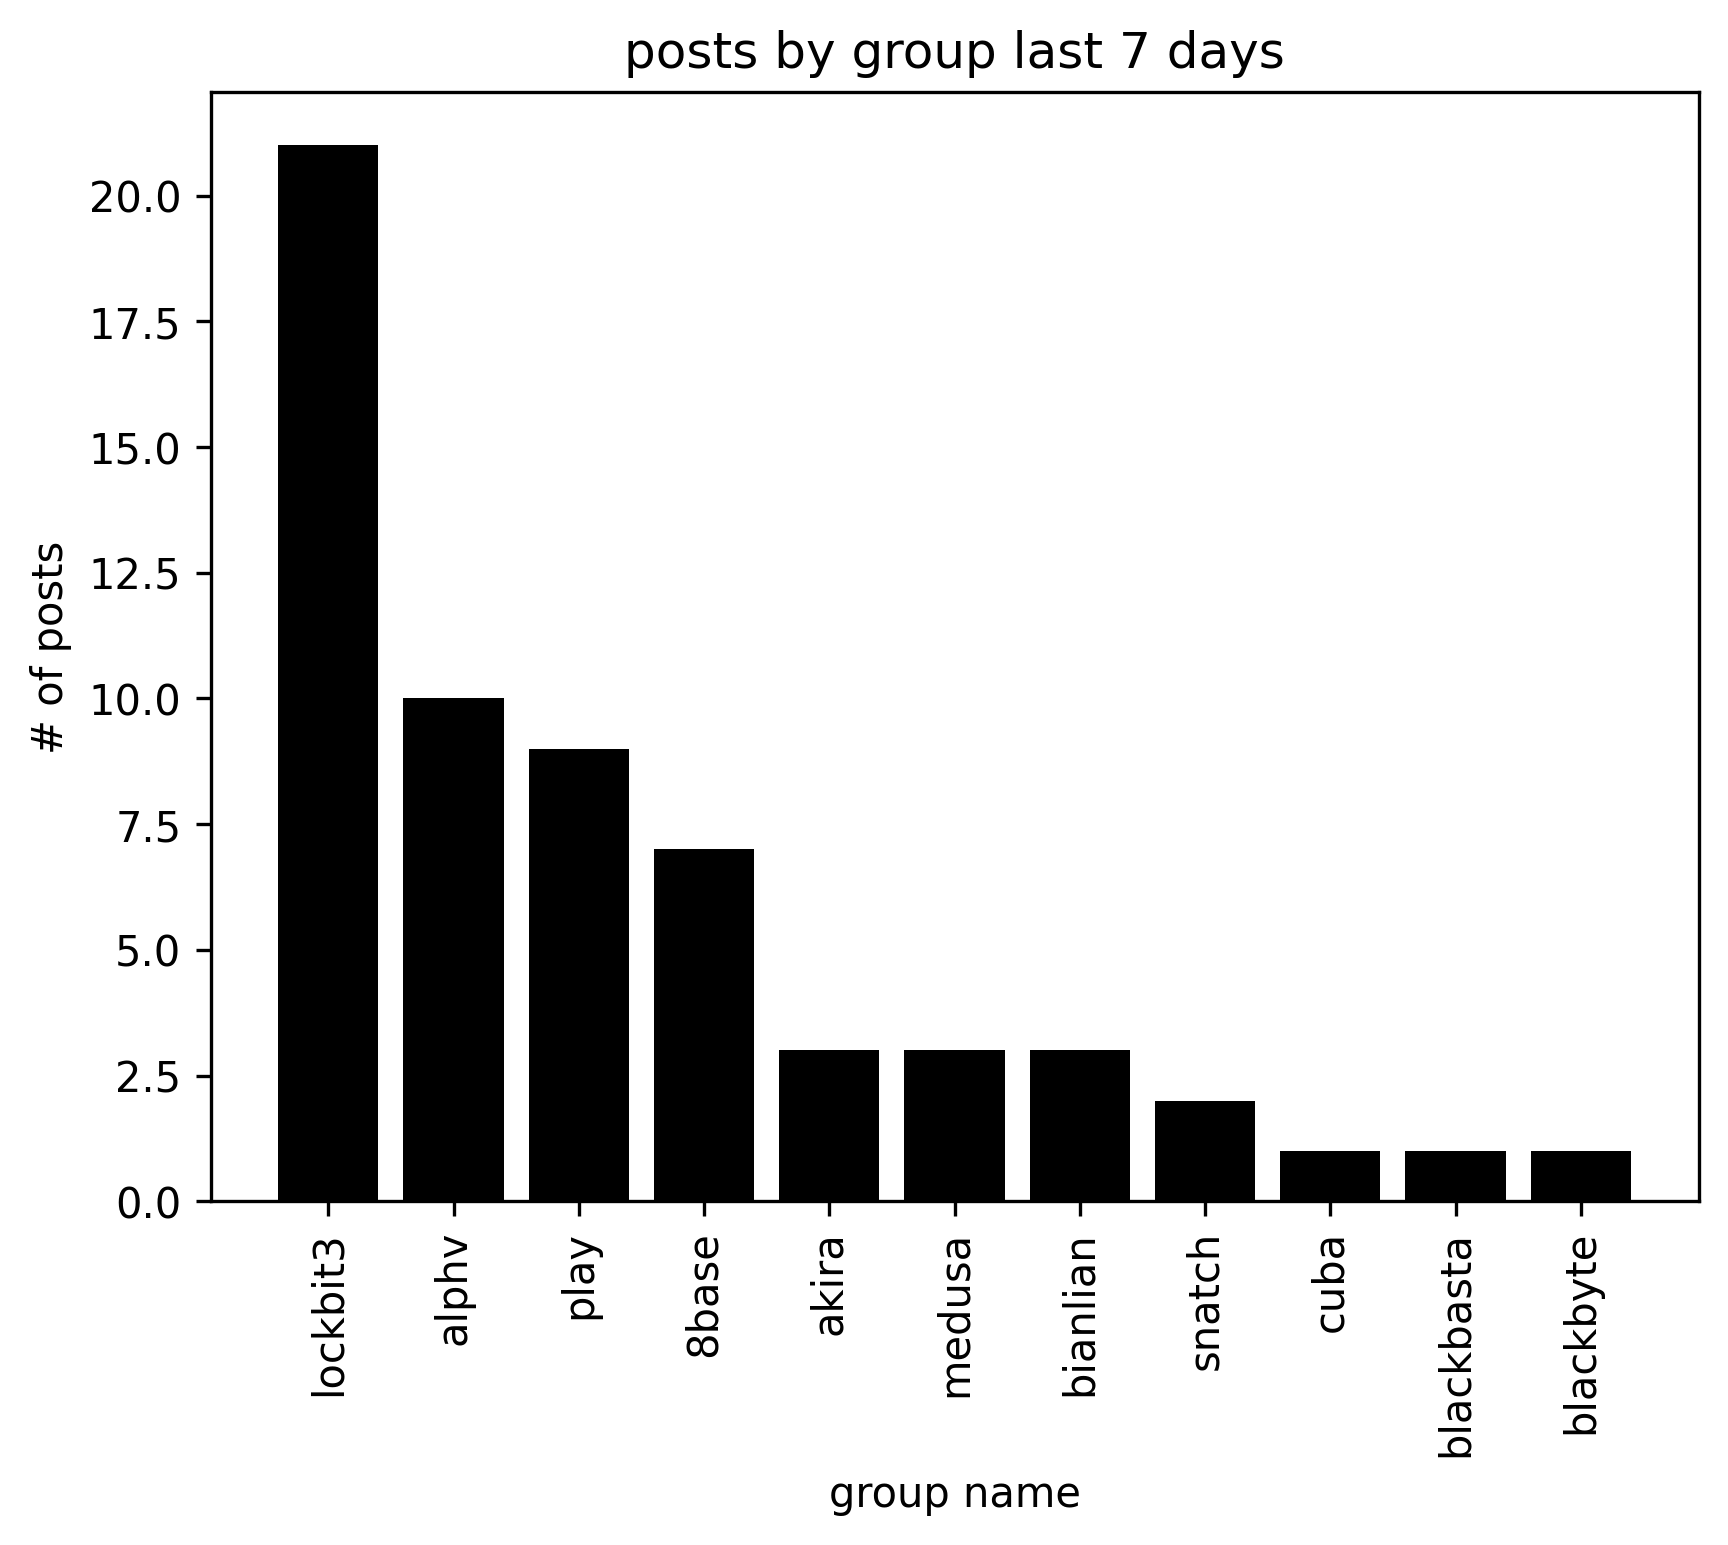 posts by group last 7 days
# of posts
20.0
17.5
15.0
12.5
10.0
7.5
5.0
2.5
0.0
lockbit3
alphv
play
8base
akira
medusa
bianlian
snatch
cuba
blackbasta
blackbyte
group name